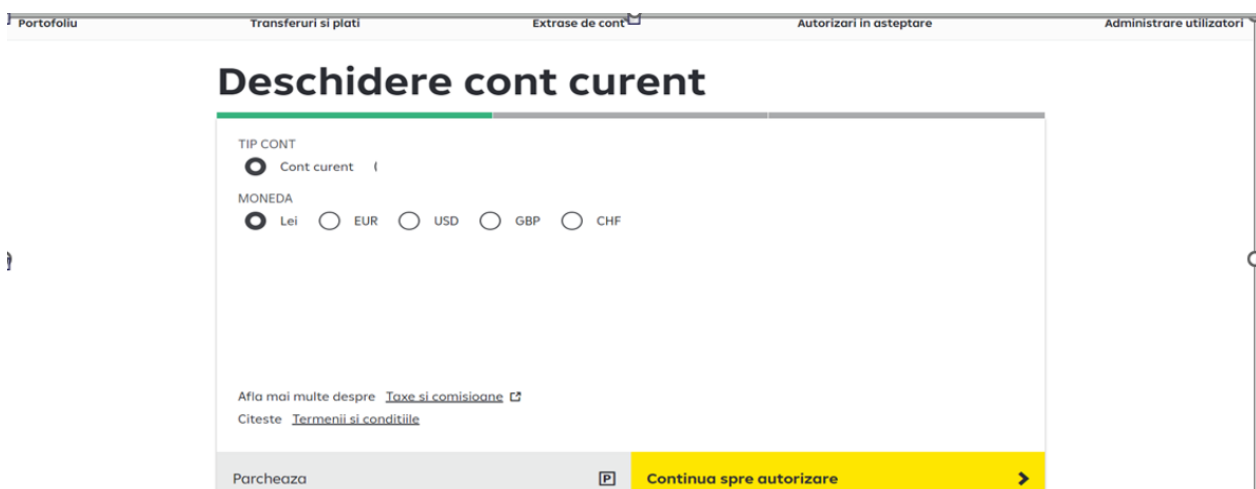 Portofoliu Transferuri si plati Extrase de cont Autorizari in asteptare Administrare utilizatori
Deschidere cont curent
TIP CONT
Cont curent (
MONEDA
Lei EUR USD GBP CHF
Afla mai multe despre Taxe si comisioane
Citeste Termenii si conditiile
Parcheaza P Continua spre autorizare